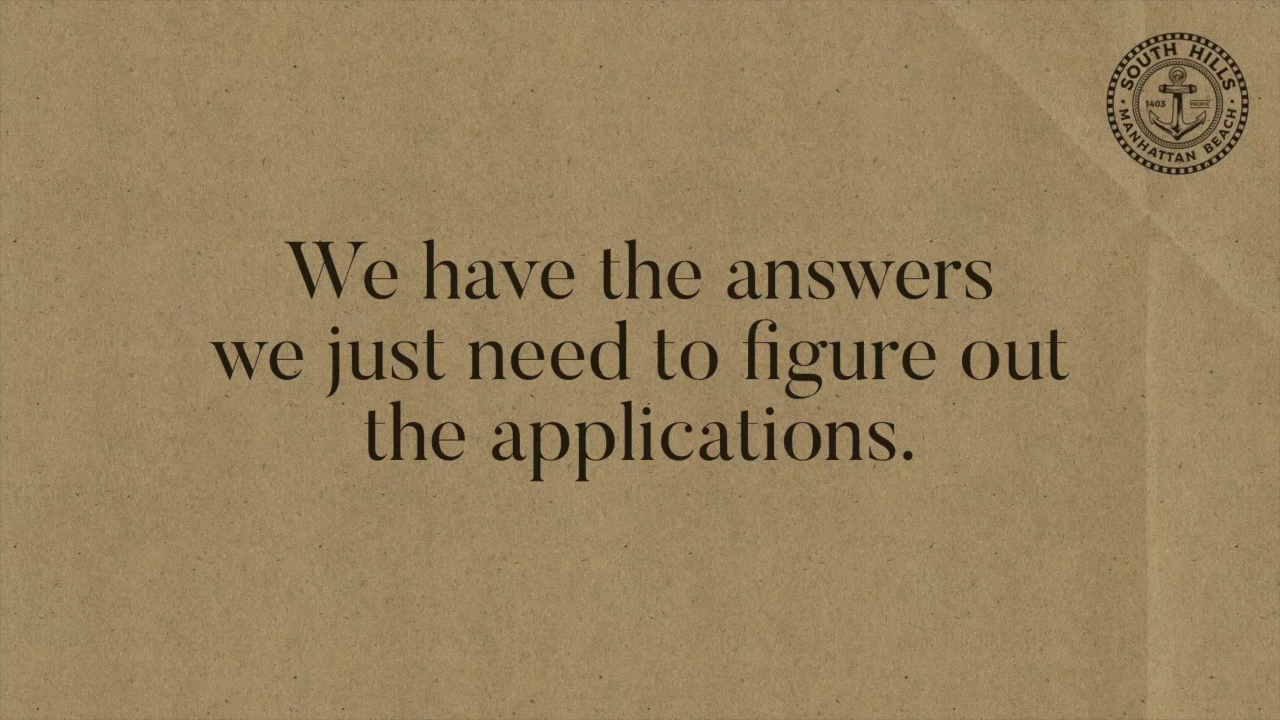 SOUTH HILLS
1403 PACIFIC
MANHATTAN BEACH
We have the answers
we just need to figure out
the applications.